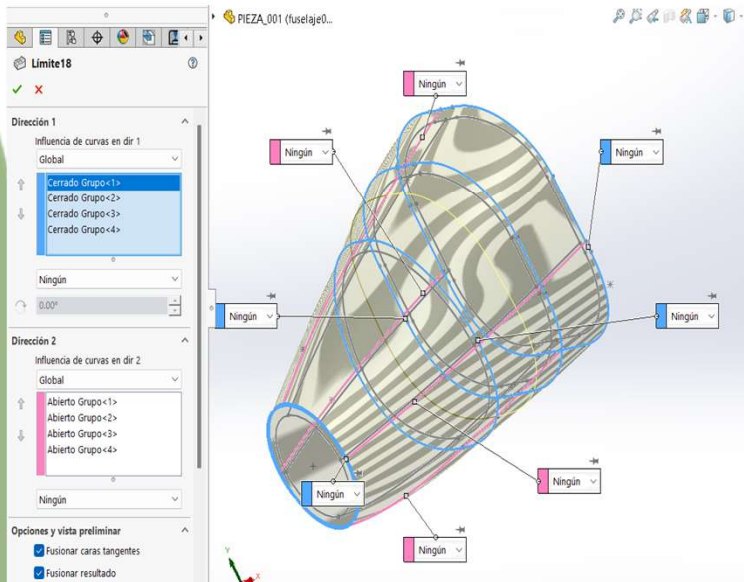 PIEZA_001 (fuselaje0...
Límite18
Dirección 1
Influencia de curvas en dir 1
Global
Cerrado Grupo<1>
Cerrado Grupo<2>
Cerrado Grupo<3>
Cerrado Grupo<4>
Ningún
0.00°
Dirección 2
Influencia de curvas en dir 2
Global
Abierto Grupo<1>
Abierto Grupo<2>
Abierto Grupo<3>
Abierto Grupo<4>
Ningún
Opciones y vista preliminar
Fusionar caras tangentes
Fusionar resultado
Ningún
Ningún
Ningún
Ningún
Ningún
Ningún
Ningún
Ningún
Y
X